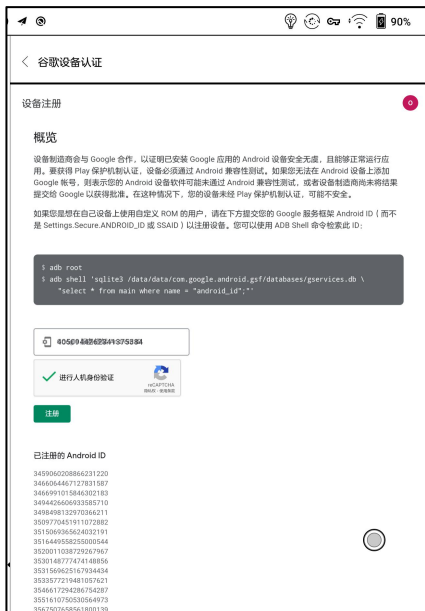 90%
谷歌设备认证
设备注册
概览
设备制造商会与 Google 合作，以证明已安装 Google 应用的 Android 设备安全无虞，且能够正常运行应
用。要获得 Play 保护机制认证，设备必须通过 Android 兼容性测试。如果您无法在 Android 设备上添加
Google 帐号，则表示您的 Android 设备软件可能未通过 Android 兼容性测试，或者设备制造商尚未将结果
提交给 Google 以获得批准。在这种情况下，您的设备未经 Play 保护机制认证，可能不安全。
如果您是想在自己设备上使用自定义 ROM 的用户，请在下方提交您的 Google 服务框架 Android ID（而不
是 Settings.Secure.ANDROID_ID 或 SSAID）以注册设备。您可以使用 ADB Shell 命令检索此 ID：
$ adb root
$ adb shell 'sqlite3 /data/data/com.google.android.gsf/databases/gservices.db \
"select * from main where name = "android_id";"'
进行人机身份验证
reCAPTCHA
隐私权 - 使用条款
注册
已注册的 Android ID
3459060208866231220
3466064467127831587
3466991015846302183
3494426606933585710
3498498132970366211
3509770451911072882
3515069365624032191
3516449558255000544
3520011038729267967
3530148777474148856
3531569625167934434
3533577219481057621
3546617294286754287
3551610750530564973
3567507658561800139